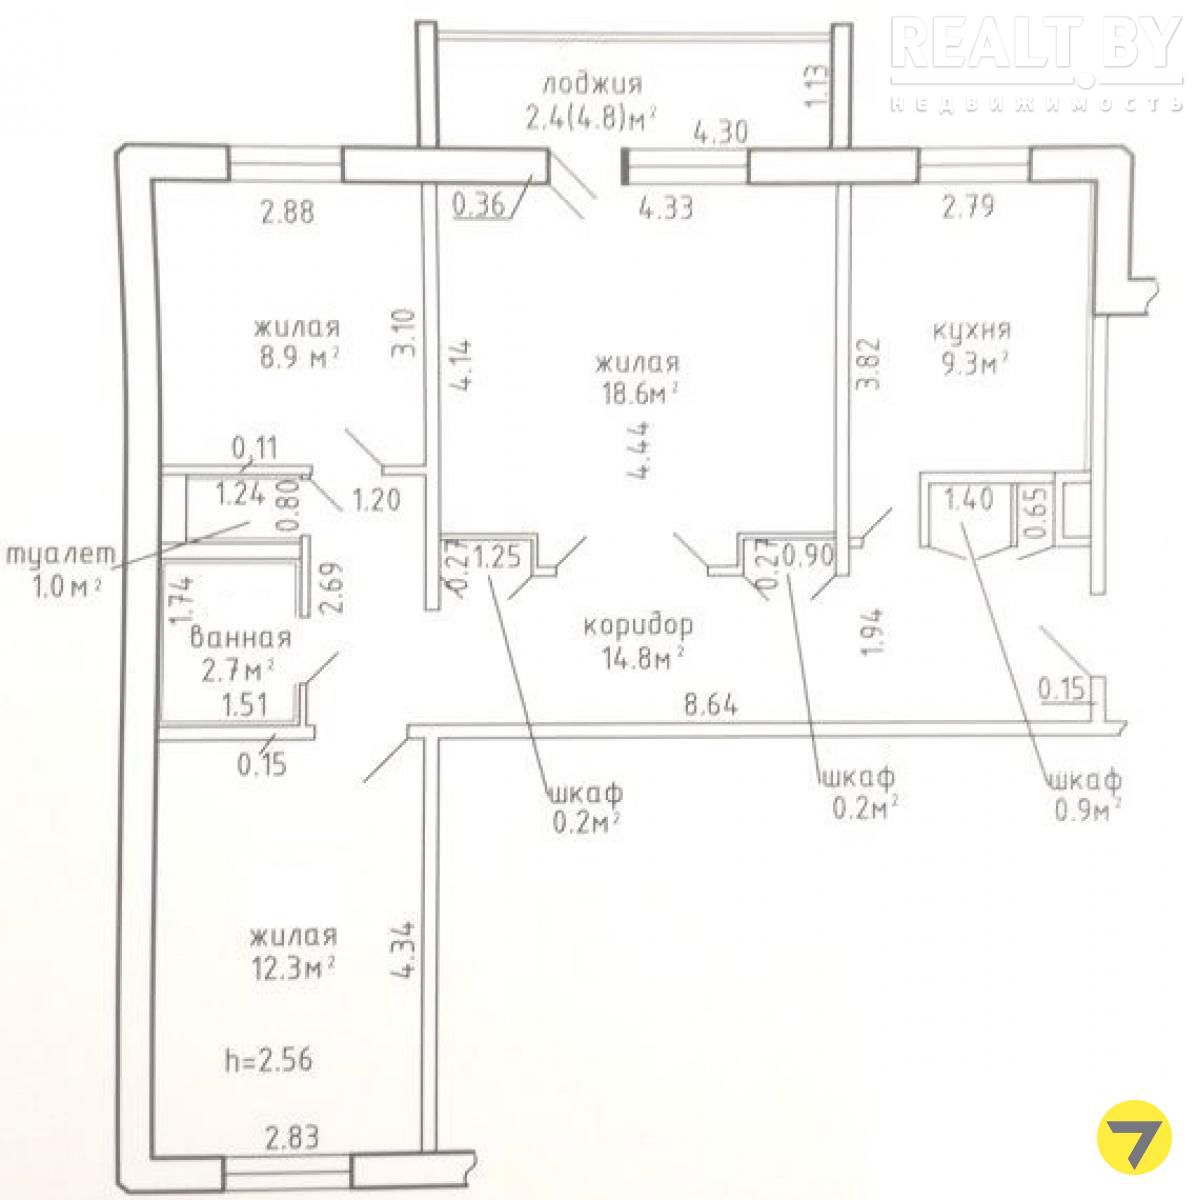 REALT.BY
недвижимость
лоджия
2.4(4.8)м²
1.13
4.30
2.88
0.36
4.33
2.79
жилая
8.9 м²
3.10
4.14
жилая
18.6м²
4.44
3.82
кухня
9.3м²
0,11
1.24
0.80
1.20
1.40
0.65
туалет
1.0м²
0.27
1.25
0.27
0.90
2.69
1.74
ванная
2.7м²
1.51
коридор
14.8м²
1.94
8.64
0.15
0.15
шкаф
0.2м²
шкаф
0.2м²
шкаф
0.9м²
жилая
12.3м²
4.34
h=2.56
2.83
7